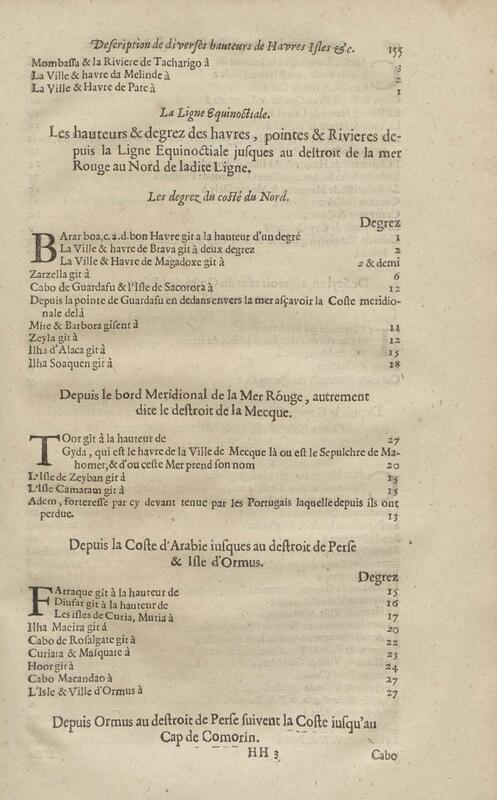 Description de diverses hauteurs de Havres Isles &c. 155
Mombassa & la Riviere de Tacharigo à 3
La Ville & havre da Melinde à 2
La Ville & Havre de Pate à 1
La Ligne Equinoctiale.
Les hauteurs & degrez des havres, pointes & Rivieres de-
puis la Ligne Equinoctiale jusques au destroit de la mer
Rouge au Nord de ladite Ligne.
Les degrez du costé du Nord.
Degrez
BArar boa, c. a. d. bon Havre git a la hauteur d'un degré 1
La Ville & havre de Brava git à deux degrez 2
La Ville & Havre de Magadoxe git à 2 & demi
Zarzella git à 6
Cabo de Guardafu & l'Isle de Sacotora à 12
Depuis la pointe de Guardafu en dedans envers la mer asçavoir la Coste meridio-
nale delà
Mite & Barbora gisent à 11
Zeyla git à 12
Ilha d'Alaca git à 15
Ilha Soaquen git à 18
Depuis le bord Meridional de la Mer Rouge, autrement
dite le destroit de la Mecque.
TOor git à la hauteur de 27
Gyda, qui est le havre de la Ville de Mecque là ou est le Sepulchre de Ma-
homet, & d'ou ceste Mer prend son nom 20
L'Isle de Zeyban git à 15
L'Isle Camaram git à 15
Adem, forteresse par cy devant tenue par les Portugais laquelle depuis ils ont
perdue. 13
Depuis la Coste d'Arabie iusques au destroit de Perse
& Isle d'Ormus.
Degrez
FArraque git à la hauteur de 15
Diufar git à la hauteur de 16
Les isles de Curia, Muria à 17
Ilha Maeira git à 20
Cabo de Rosalgate git à 22
Curiata & Masquate à 23
Hoor git à 24
Cabo Macandao à 27
L'Isle & Ville d'Ormus à 27
Depuis Ormus au destroit de Perse suivent la Coste iusqu'au
Cap de Comorin.
HH 3 Cabo